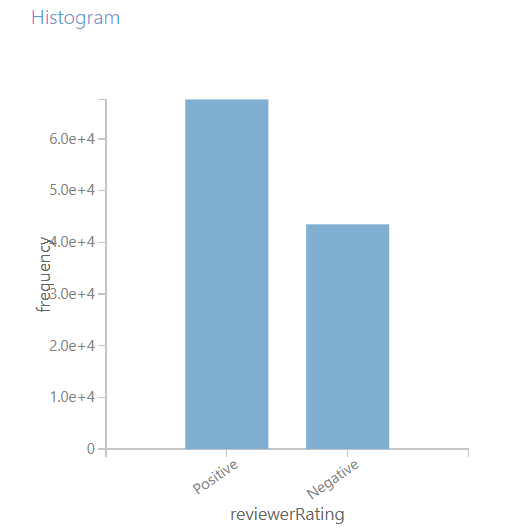 Histogram
6.0e+4
5.0e+4
4.0e+4
3.0e+4
2.0e+4
1.0e+4
0
frequency
Positive
Negative
reviewerRating